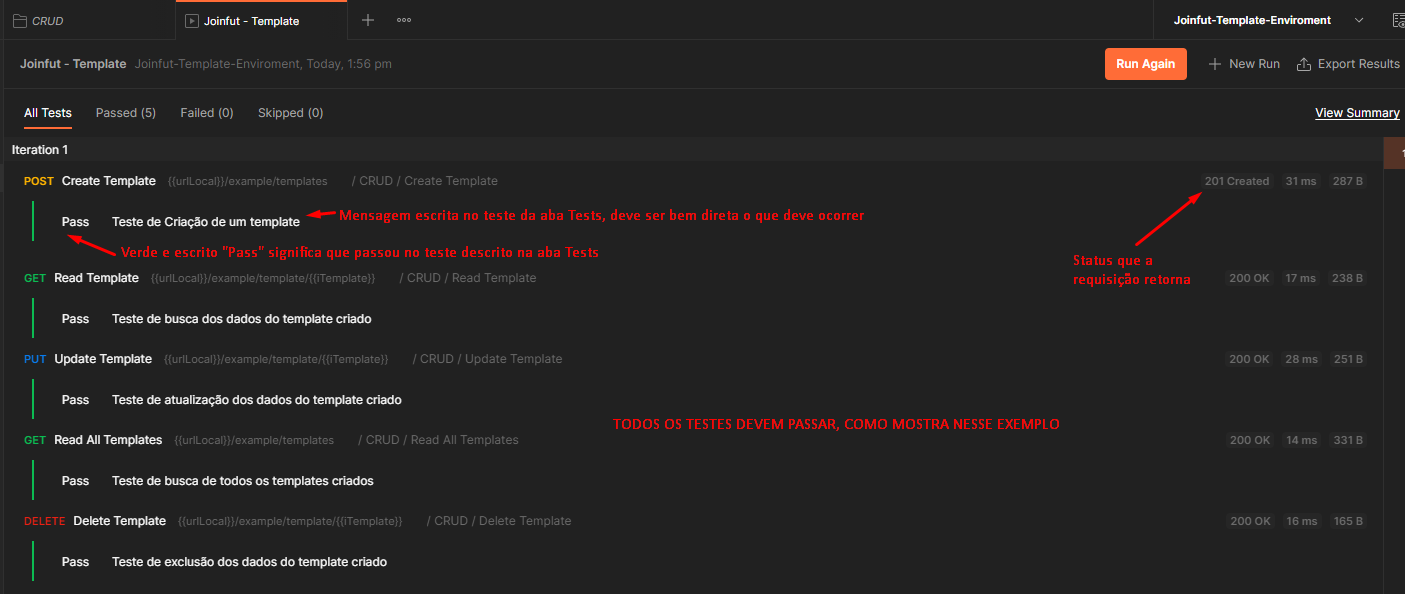 CRUD
Joinfut - Template
Joinfut-Template-Enviroment
Joinfut - Template Joinfut-Template-Enviroment, Today, 1:56 pm
Run Again
New Run
Export Results
All Tests Passed (5) Failed (0) Skipped (0)
View Summary
Iteration 1
POST Create Template {{urlLocal}}/example/templates / CRUD / Create Template 201 Created 31 ms 287 B
Pass Teste de Criação de um template
Mensagem escrita no teste da aba Tests, deve ser bem direta o que deve ocorrer
Verde e escrito "Pass" significa que passou no teste descrito na aba Tests
Status que a
requisição retorna
GET Read Template {{urlLocal}}/example/template/{{iTemplate}} / CRUD / Read Template 200 OK 17 ms 238 B
Pass Teste de busca dos dados do template criado
PUT Update Template {{urlLocal}}/example/template/{{iTemplate}} / CRUD / Update Template 200 OK 28 ms 251 B
Pass Teste de atualização dos dados do template criado
TODOS OS TESTES DEVEM PASSAR, COMO MOSTRA NESSE EXEMPLO
GET Read All Templates {{urlLocal}}/example/templates / CRUD / Read All Templates 200 OK 14 ms 331 B
Pass Teste de busca de todos os templates criados
DELETE Delete Template {{urlLocal}}/example/template/{{iTemplate}} / CRUD / Delete Template 200 OK 16 ms 165 B
Pass Teste de exclusão dos dados do template criado